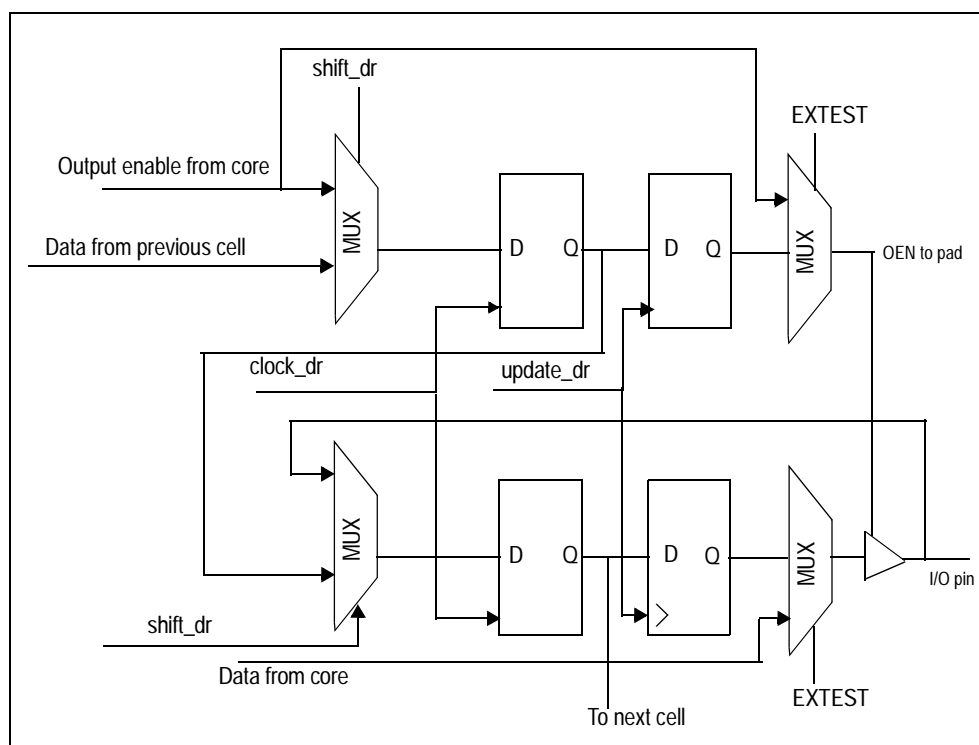 shift_dr
EXTEST
Output enable from core
MUX
D Q
D Q
MUX
Data from previous cell
OEN to pad
clock_dr
update_dr
MUX
D Q
D Q
MUX
I/O pin
shift_dr
Data from core
EXTEST
To next cell